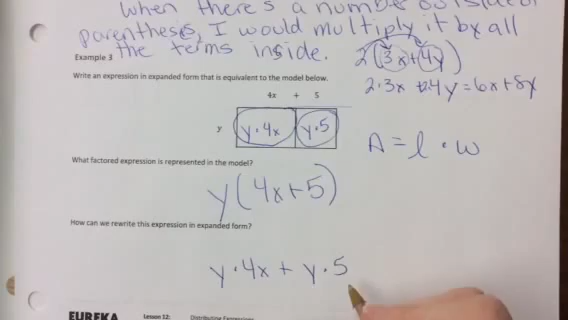 When there's a number outside of
parenthesis, I would multiply it by all
the terms inside.
2(3x+4y)
Example 3
Write an expression in expanded form that is equivalent to the model below.
2·3x + 2·4y = 6x + 8y
4x + 5
y y·4x y·5
A = l · w
What factored expression is represented in the model?
y(4x+5)
How can we rewrite this expression in expanded form?
y·4x + y·5
EUREKA Lesson 12: Distributing Expressions